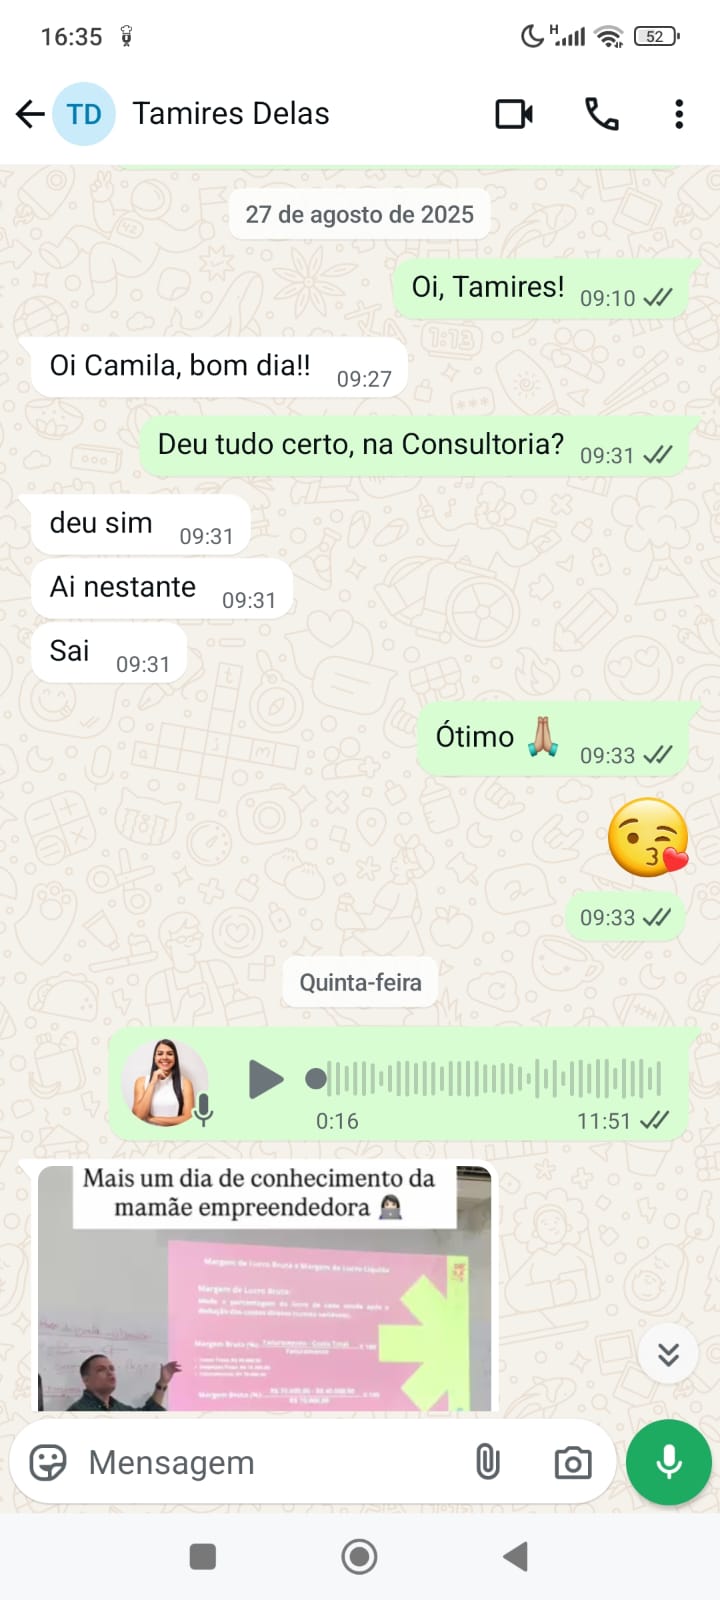 16:35
H
52
TD
Tamires Delas
27 de agosto de 2025
Oi, Tamires!
09:10
Oi Camila, bom dia!!
09:27
Deu tudo certo, na Consultoria?
09:31
deu sim
09:31
Ai nestante
09:31
Sai
09:31
Ótimo 🙏🏽
09:33
😘
09:33
Quinta-feira
0:16
11:51
Mais um dia de conhecimento da
mamãe empreendedora 👩🏻‍💻
Margem de Lucro Bruta e Margem de Lucro Líquida
Margem de Lucro Bruta:
Mensagem